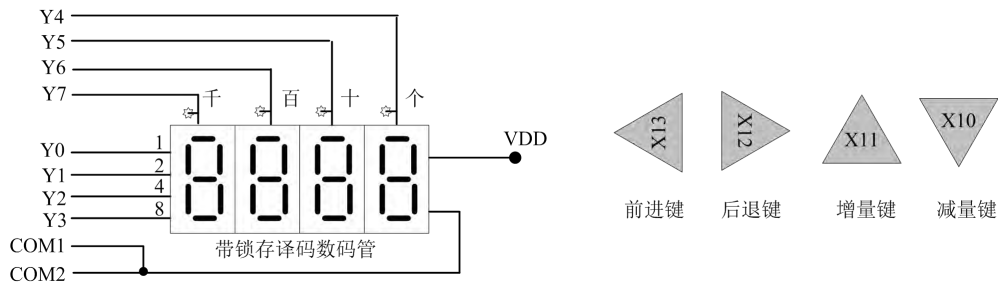 Y4
Y5
Y6
Y7
千 百 十 个
Y0 1
Y1 2
Y2 4
Y3 8
VDD
COM1
COM2
带锁存译码数码管
X13 X12 X11 X10
前进键 后退键 增量键 减量键